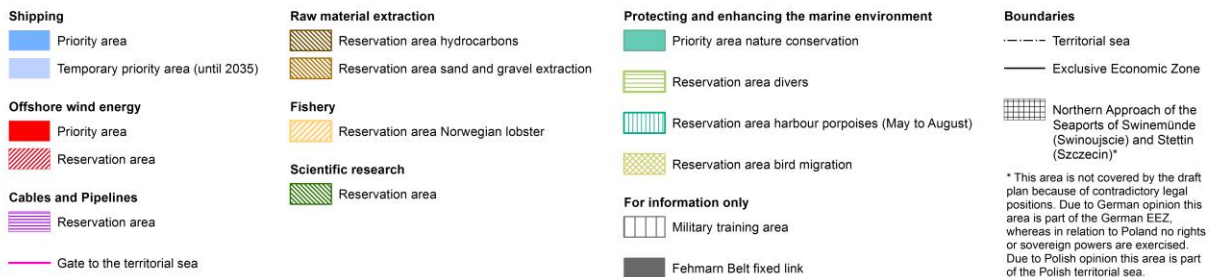 Shipping
Priority area
Temporary priority area (until 2035)
Offshore wind energy
Priority area
Reservation area
Cables and Pipelines
Reservation area
Gate to the territorial sea
Raw material extraction
Reservation area hydrocarbons
Reservation area sand and gravel extraction
Fishery
Reservation area Norwegian lobster
Scientific research
Reservation area
Protecting and enhancing the marine environment
Priority area nature conservation
Reservation area divers
Reservation area harbour porpoises (May to August)
Reservation area bird migration
For information only
Military training area
Fehmarn Belt fixed link
Boundaries
Territorial sea
Exclusive Economic Zone
Northern Approach of the
Seaports of Swinemünde
(Swinoujscie) and Stettin
(Szczecin)*
* This area is not covered by the draft
plan because of contradictory legal
positions. Due to German opinion this
area is part of the German EEZ,
whereas in relation to Poland no rights
or sovereign powers are exercised.
Due to Polish opinion this area is part
of the Polish territorial sea.